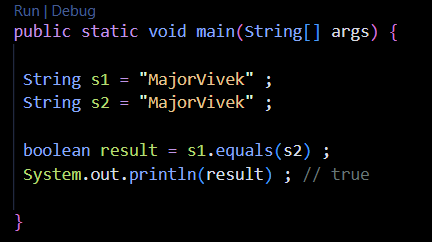 Run | Debug
public static void main(String[] args) {
String s1 = "MajorVivek" ;
String s2 = "MajorVivek" ;
boolean result = s1.equals(s2) ;
System.out.println(result) ; // true
}